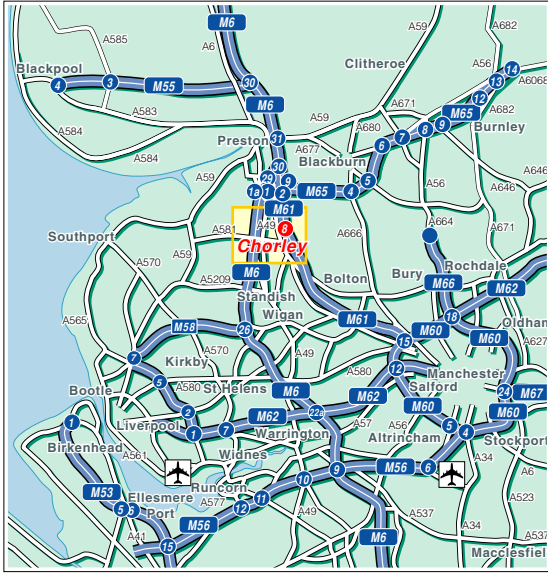 A682
A59
M6
A585
A6
Clitheroe
A56
14
Blackpool
13
A6068
4
3
M55
30
12
A682
M6
A671
M65
A583
A59
A680
8
9
Burnley
A584
31
7
Preston
A677
6
A584
Blackburn
30
A646
A59
29
9
5
1a
1
2
M65
4
A56
A646
M61
A581
A49
8
A664
A671
Southport
A59
Chorley
A666
A570
Rochdale
M6
Bolton
Bury
A5209
M66
M62
Standish
A565
Wigan
M61
18
M58
26
M60
Oldham
15
M60
A570
A49
A627
7
Kirkby
A580
12
Manchester
5
A580
St Helens
Salford
Bootle
M6
24
M67
2
M62
M60
M60
1
Liverpool
M62
22a
A57
A56
5
1
7
Warrington
Altrincham
4
Stockport
Birkenhead
A561
Widnes
A34
9
M56
6
A6
M53
Runcorn
10
Ellesmere
11
A577
A523
5
6
Port
12
A49
A537
A537
M56
A34
A41
M6
15
Macclesfield